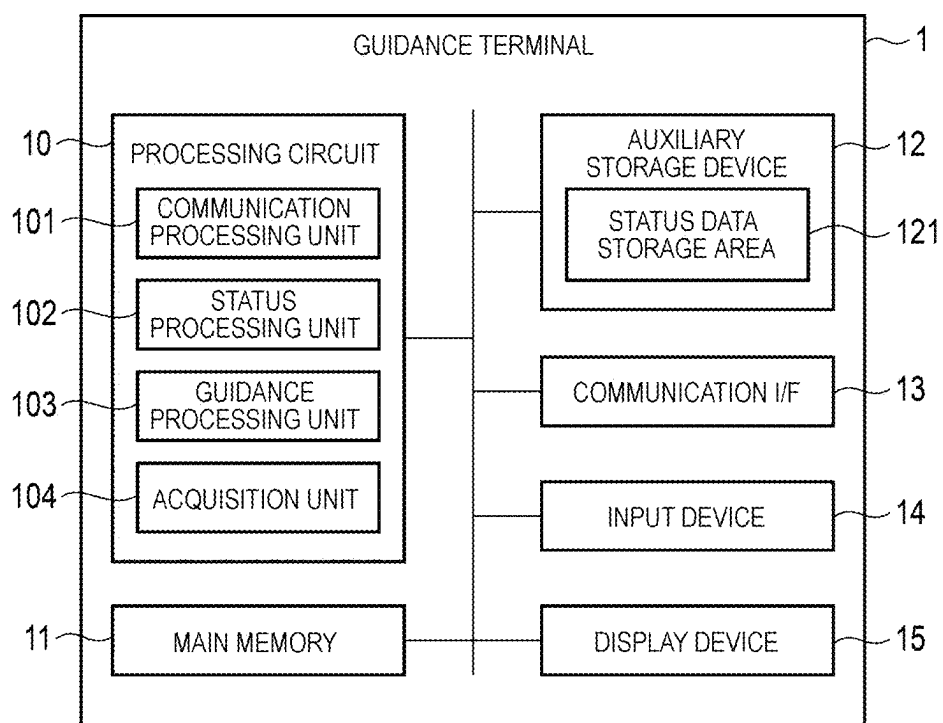 GUIDANCE TERMINAL
1
10
PROCESSING CIRCUIT
101
COMMUNICATION
PROCESSING UNIT
102
STATUS
PROCESSING UNIT
103
GUIDANCE
PROCESSING UNIT
104
ACQUISITION UNIT
11
MAIN MEMORY
AUXILIARY
STORAGE DEVICE
12
STATUS DATA
STORAGE AREA
121
COMMUNICATION I/F
13
INPUT DEVICE
14
DISPLAY DEVICE
15